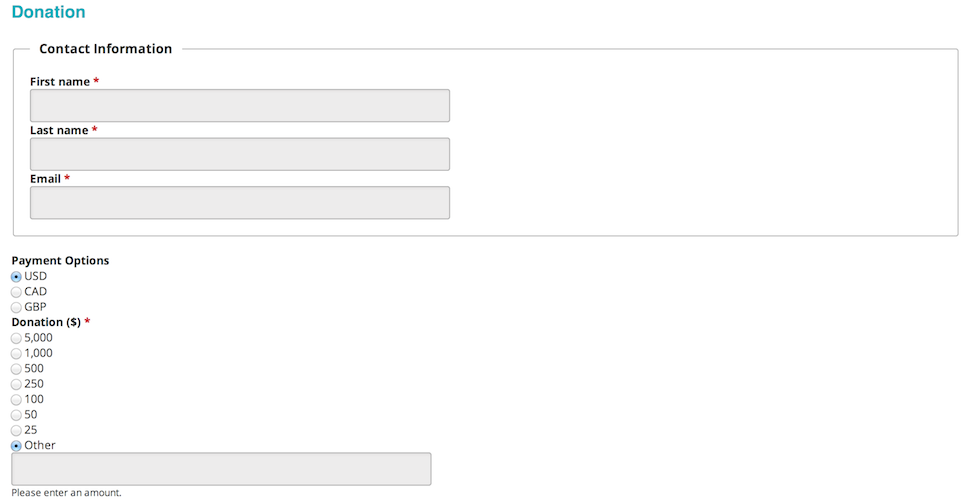 Donation
Contact Information
First name *
Last name *
Email *
Payment Options
USD
CAD
GBP
Donation ($) *
5,000
1,000
500
250
100
50
25
Other
Please enter an amount.